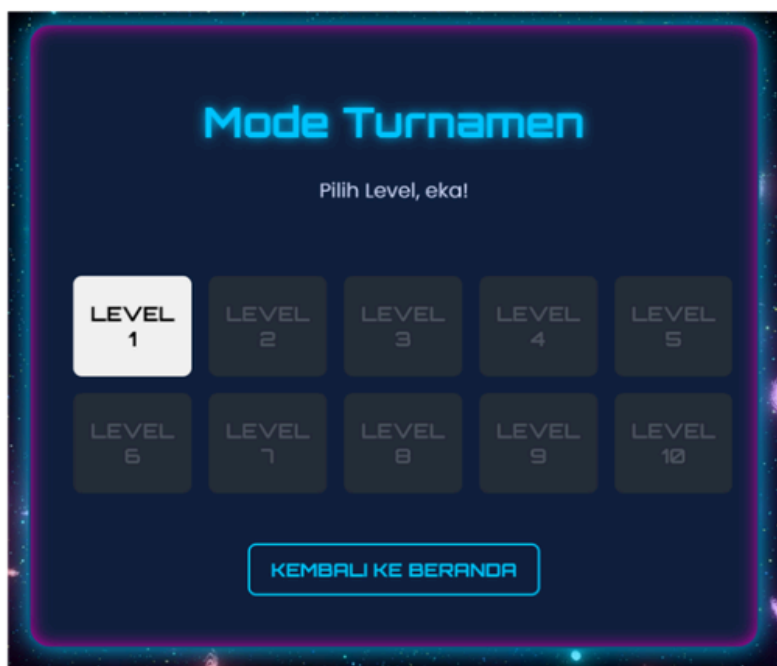 Mode Turnamen
Pilih Level, eka!
LEVEL
1
LEVEL
2
LEVEL
3
LEVEL
4
LEVEL
5
LEVEL
6
LEVEL
7
LEVEL
8
LEVEL
9
LEVEL
10
KEMBALI KE BERANDA